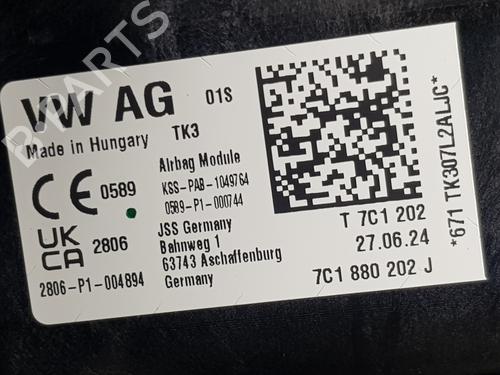 VW AG 01S
Made in Hungary TK3
CE 0589
UK CA 2806
2806-P1-004894
Airbag Module
KSS-PAB-1049764
0589-P1-000744
JSS Germany
Bahnweg 1
63743 Aschaffenburg
Germany
T 7C1 202
27.06.24
7C1 880 202 J
*671 TK307L2ALJC*
B-PARTS